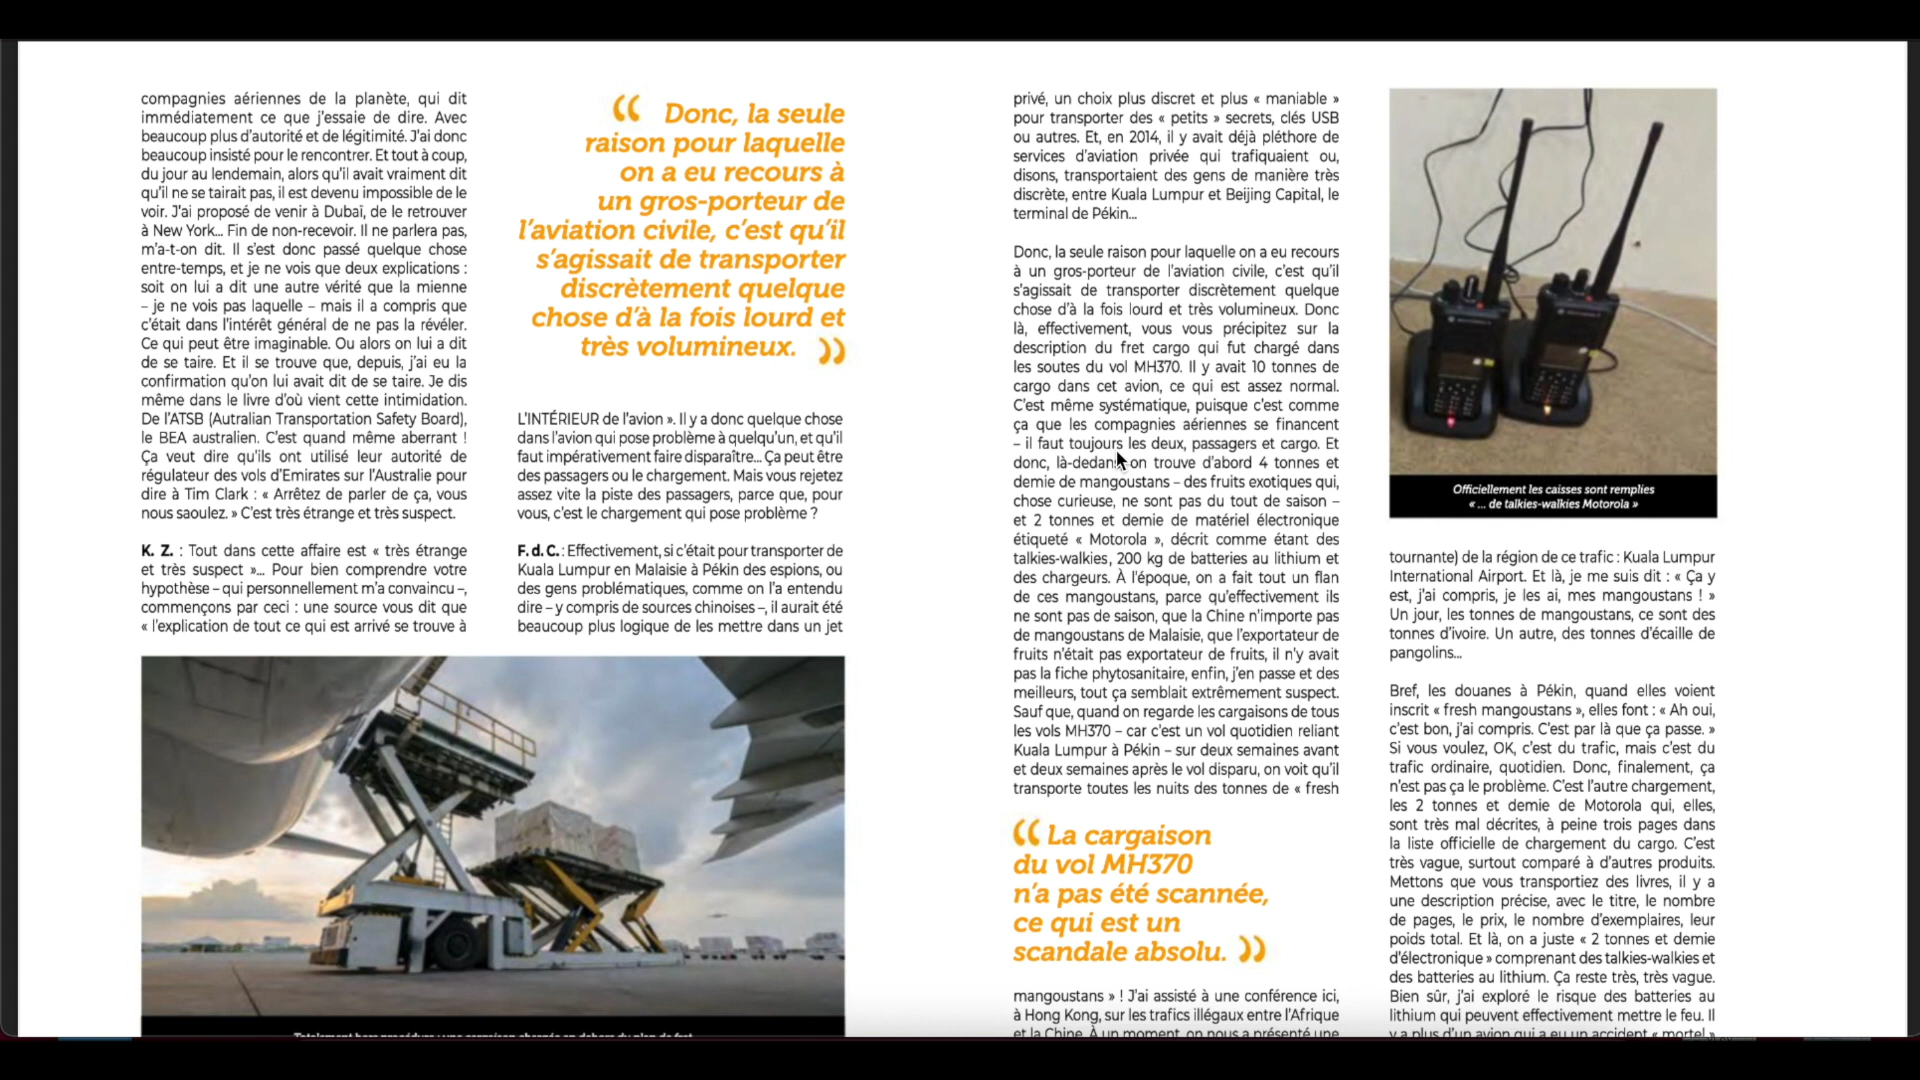 compagnies aériennes de la planète, qui dit
immédiatement ce que j'essaie de dire. Avec
beaucoup plus d'autorité et de légitimité. J'ai donc
beaucoup insisté pour le rencontrer. Et tout à coup,
du jour au lendemain, alors qu'il avait vraiment dit
qu'il ne se tairait pas, il est devenu impossible de le
voir. J'ai proposé de venir à Dubaï, de le retrouver
à New York... Fin de non-recevoir. Il ne parlera pas,
m'a-t-on dit. Il s'est donc passé quelque chose
entre-temps, et je ne vois que deux explications :
soit on lui a dit une autre vérité que la mienne
– je ne vois pas laquelle – mais il a compris que
c'était dans l'intérêt général de ne pas la révéler.
Ce qui peut être imaginable. Ou alors on lui a dit
de se taire. Et il se trouve que, depuis, j'ai eu la
confirmation qu'on lui avait dit de se taire. Je dis
même dans le livre d'où vient cette intimidation.
De l'ATSB (Autralian Transportation Safety Board),
le BEA australien. C'est quand même aberrant !
Ça veut dire qu'ils ont utilisé leur autorité de
régulateur des vols d'Emirates sur l'Australie pour
dire à Tim Clark : « Arrêtez de parler de ça, vous
nous saoulez. » C'est très étrange et très suspect.
K. Z. : Tout dans cette affaire est « très étrange
et très suspect »... Pour bien comprendre votre
hypothèse – qui personnellement m'a convaincu –,
commençons par ceci : une source vous dit que
« l'explication de tout ce qui est arrivé se trouve à
“ Donc, la seule
raison pour laquelle
on a eu recours à
un gros-porteur de
l'aviation civile, c'est qu'il
s'agissait de transporter
discrètement quelque
chose d'à la fois lourd et
très volumineux. ”
L'INTÉRIEUR de l'avion ». Il y a donc quelque chose
dans l'avion qui pose problème à quelqu'un, et qu'il
faut impérativement faire disparaître... Ça peut être
des passagers ou le chargement. Mais vous rejetez
assez vite la piste des passagers, parce que, pour
vous, c'est le chargement qui pose problème ?
F. d. C. : Effectivement, si c'était pour transporter de
Kuala Lumpur en Malaisie à Pékin des espions, ou
des gens problématiques, comme on l'a entendu
dire – y compris de sources chinoises –, il aurait été
beaucoup plus logique de les mettre dans un jet
Totalement hors procédure : une cargaison chargée en dehors du plan de fret
privé, un choix plus discret et plus « maniable »
pour transporter des « petits » secrets, clés USB
ou autres. Et, en 2014, il y avait déjà pléthore de
services d'aviation privée qui trafiquaient ou,
disons, transportaient des gens de manière très
discrète, entre Kuala Lumpur et Beijing Capital, le
terminal de Pékin...
Donc, la seule raison pour laquelle on a eu recours
à un gros-porteur de l'aviation civile, c'est qu'il
s'agissait de transporter discrètement quelque
chose d'à la fois lourd et très volumineux. Donc
là, effectivement, vous vous précipitez sur la
description du fret cargo qui fut chargé dans
les soutes du vol MH370. Il y avait 10 tonnes de
cargo dans cet avion, ce qui est assez normal.
C'est même systématique, puisque c'est comme
ça que les compagnies aériennes se financent
– il faut toujours les deux, passagers et cargo. Et
donc, là-dedans on trouve d'abord 4 tonnes et
demie de mangoustans – des fruits exotiques qui,
chose curieuse, ne sont pas du tout de saison –
et 2 tonnes et demie de matériel électronique
étiqueté « Motorola », décrit comme étant des
talkies-walkies, 200 kg de batteries au lithium et
des chargeurs. À l'époque, on a fait tout un flan
de ces mangoustans, parce qu'effectivement ils
ne sont pas de saison, que la Chine n'importe pas
de mangoustans de Malaisie, que l'exportateur de
fruits n'était pas exportateur de fruits, il n'y avait
pas la fiche phytosanitaire, enfin, j'en passe et des
meilleurs, tout ça semblait extrêmement suspect.
Sauf que, quand on regarde les cargaisons de tous
les vols MH370 – car c'est un vol quotidien reliant
Kuala Lumpur à Pékin – sur deux semaines avant
et deux semaines après le vol disparu, on voit qu'il
transporte toutes les nuits des tonnes de « fresh
“ La cargaison
du vol MH370
n'a pas été scannée,
ce qui est un
scandale absolu. ”
mangoustans » ! J'ai assisté à une conférence ici,
à Hong Kong, sur les trafics illégaux entre l'Afrique
et la Chine. À un moment, on nous a présenté une
Officiellement les caisses sont remplies
« ... de talkies-walkies Motorola »
tournante) de la région de ce trafic : Kuala Lumpur
International Airport. Et là, je me suis dit : « Ça y
est, j'ai compris, je les ai, mes mangoustans ! »
Un jour, les tonnes de mangoustans, ce sont des
tonnes d'ivoire. Un autre, des tonnes d'écaille de
pangolins...
Bref, les douanes à Pékin, quand elles voient
inscrit « fresh mangoustans », elles font : « Ah oui,
c'est bon, j'ai compris. C'est par là que ça passe. »
Si vous voulez, OK, c'est du trafic, mais c'est du
trafic ordinaire, quotidien. Donc, finalement, ça
n'est pas ça le problème. C'est l'autre chargement,
les 2 tonnes et demie de Motorola qui, elles,
sont très mal décrites, à peine trois pages dans
la liste officielle de chargement du cargo. C'est
très vague, surtout comparé à d'autres produits.
Mettons que vous transportiez des livres, il y a
une description précise, avec le titre, le nombre
de pages, le prix, le nombre d'exemplaires, leur
poids total. Et là, on a juste « 2 tonnes et demie
d'électronique » comprenant des talkies-walkies et
des batteries au lithium. Ça reste très, très vague.
Bien sûr, j'ai exploré le risque des batteries au
lithium qui peuvent effectivement mettre le feu. Il
y a plus d'un avion qui a eu un accident « mortel »